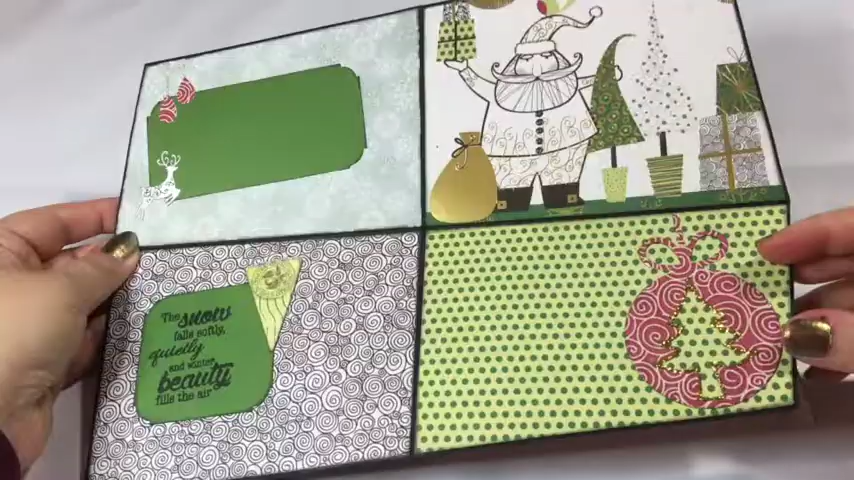 The snow
falls softly,
quietly
and winter
beauty
fills the air